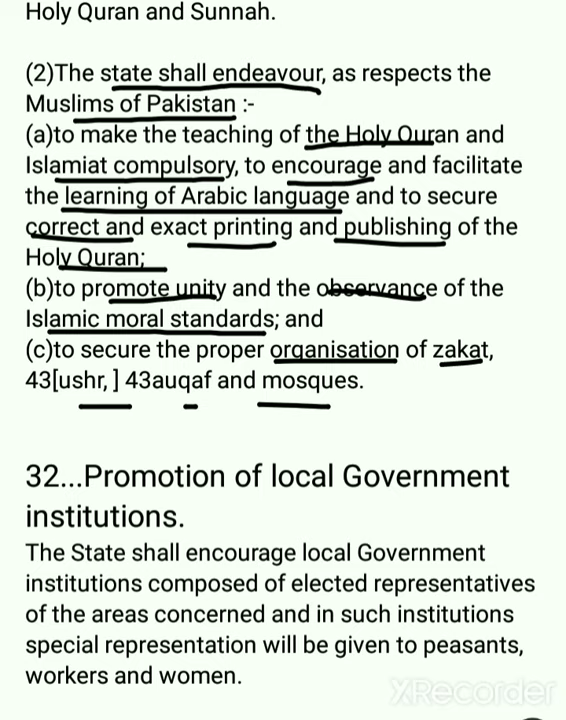 Holy Quran and Sunnah.
(2)The state shall endeavour, as respects the
Muslims of Pakistan :-
(a)to make the teaching of the Holy Quran and
Islamiat compulsory, to encourage and facilitate
the learning of Arabic language and to secure
correct and exact printing and publishing of the
Holy Quran;
(b)to promote unity and the observance of the
Islamic moral standards; and
(c)to secure the proper organisation of zakat,
43[ushr, ] 43auqaf and mosques.
32...Promotion of local Government
institutions.
The State shall encourage local Government
institutions composed of elected representatives
of the areas concerned and in such institutions
special representation will be given to peasants,
workers and women.
XRecorder